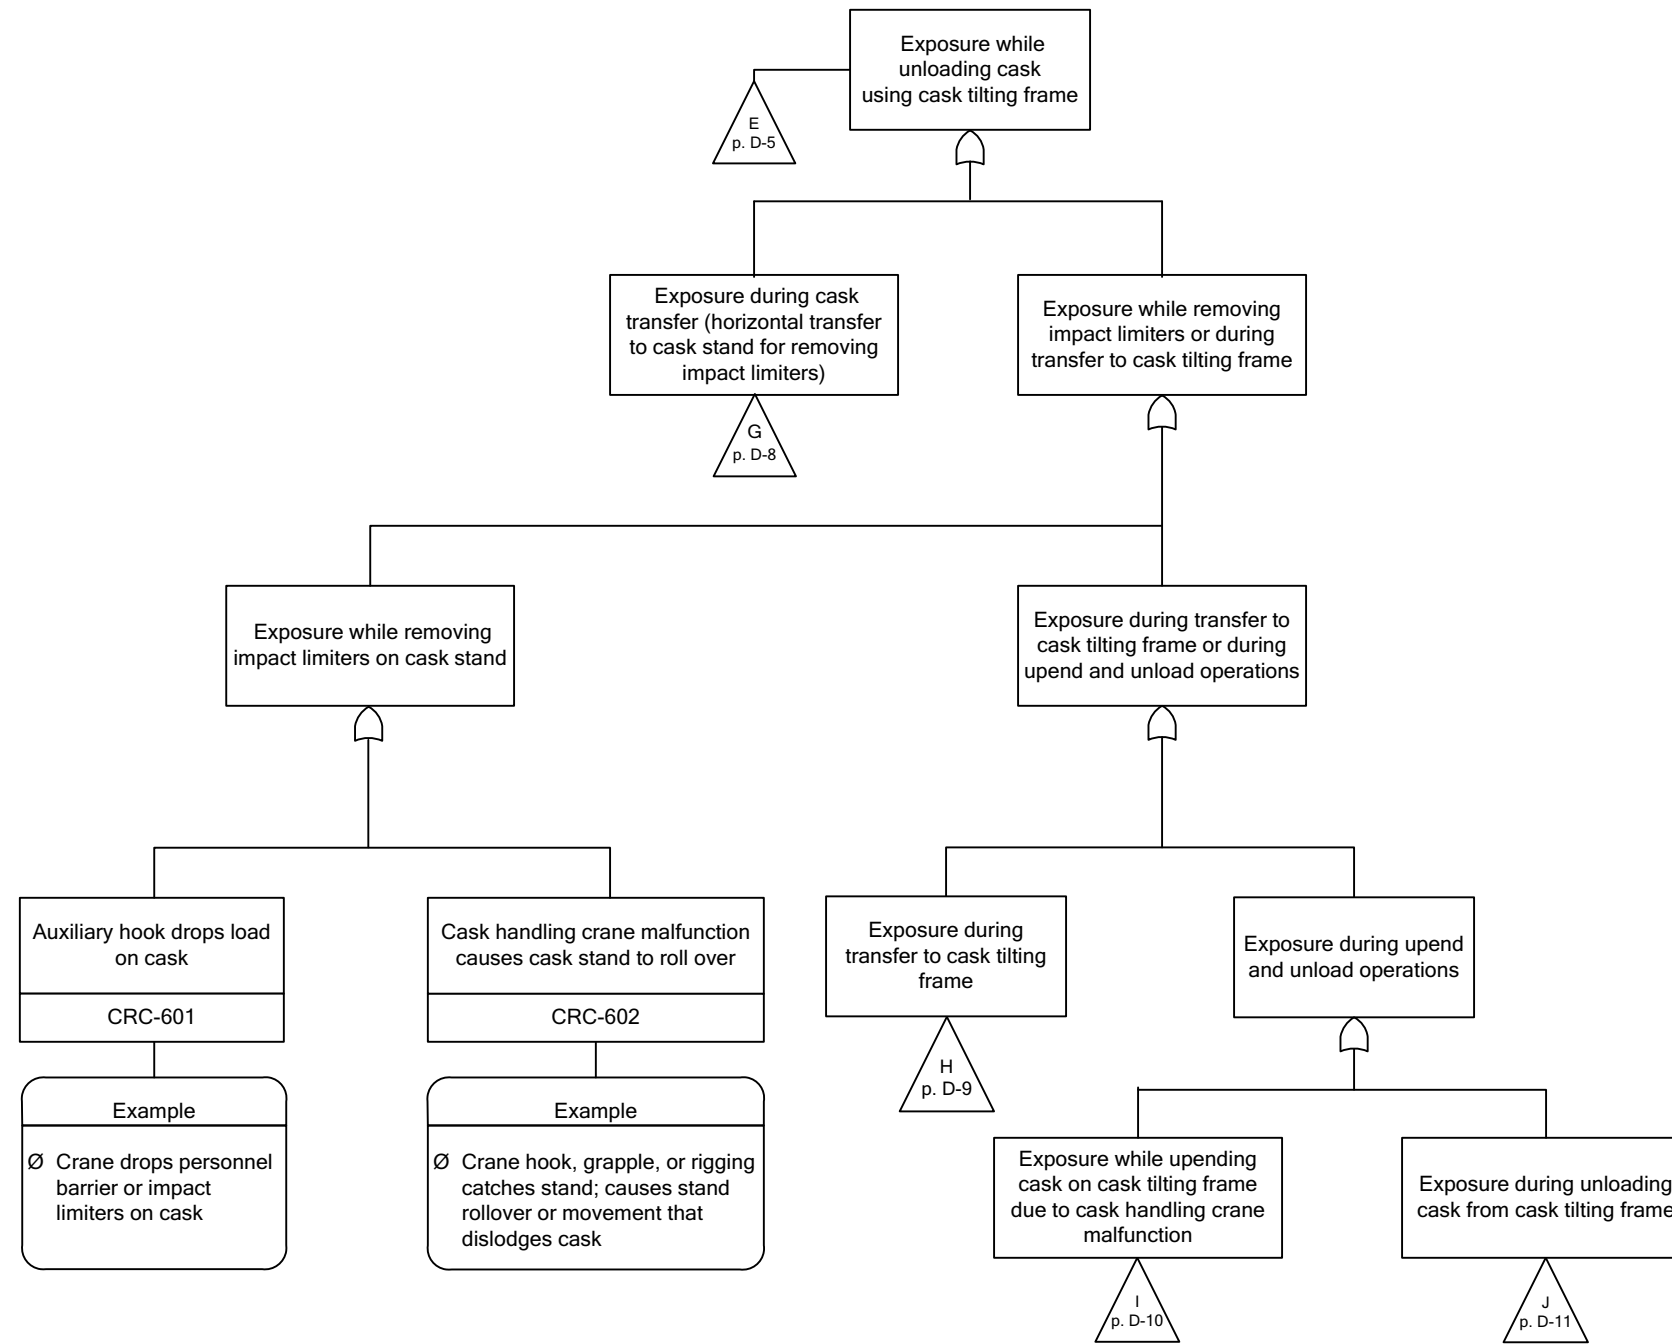 Exposure while
unloading cask
using cask tilting frame
E
p. D-5
Exposure during cask
transfer (horizontal transfer
to cask stand for removing
impact limiters)
G
p. D-8
Exposure while removing
impact limiters or during
transfer to cask tilting frame
Exposure while removing
impact limiters on cask stand
Exposure during transfer to
cask tilting frame or during
upend and unload operations
Auxiliary hook drops load
on cask
CRC-601
Example
Ø Crane drops personnel
barrier or impact
limiters on cask
Cask handling crane malfunction
causes cask stand to roll over
CRC-602
Example
Ø Crane hook, grapple, or rigging
catches stand; causes stand
rollover or movement that
dislodges cask
Exposure during
transfer to cask tilting
frame
H
p. D-9
Exposure during upend
and unload operations
Exposure while upending
cask on cask tilting frame
due to cask handling crane
malfunction
I
p. D-10
Exposure during unloading
cask from cask tilting frame
J
p. D-11